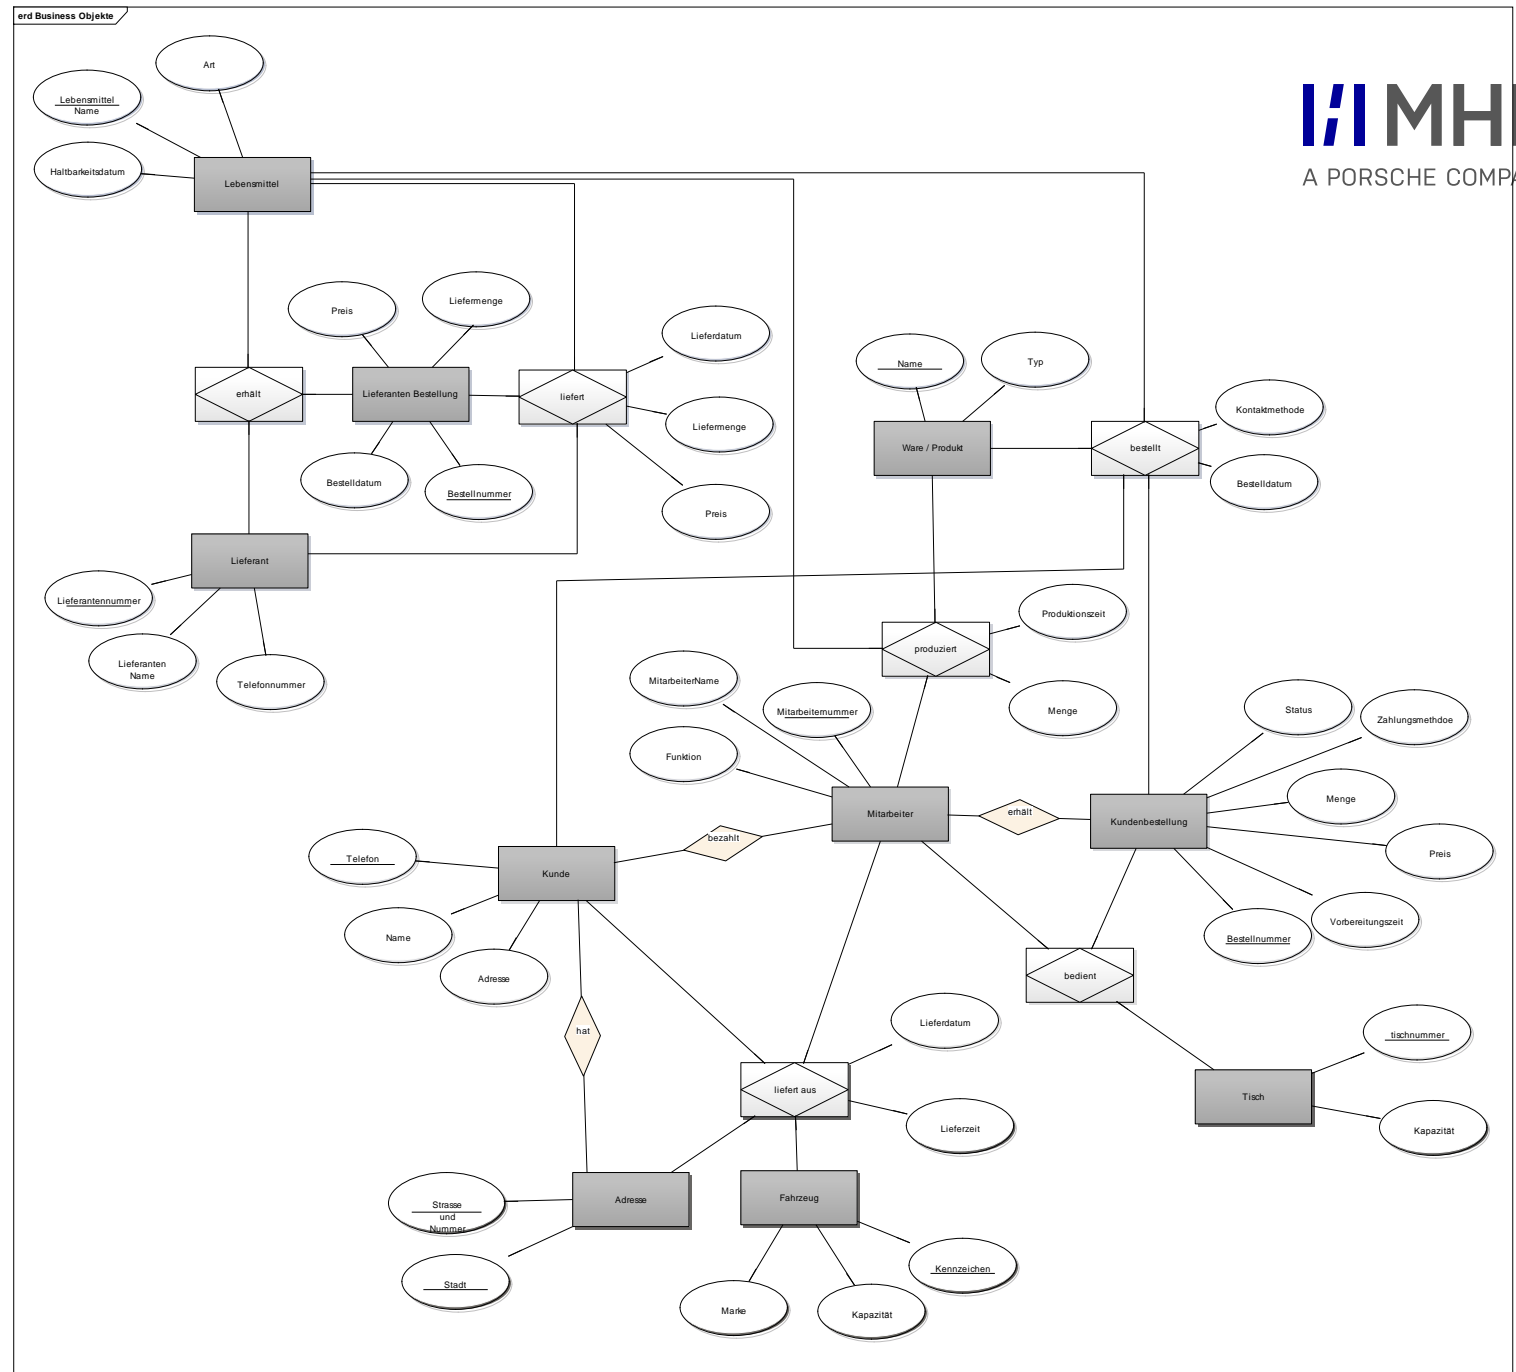 erd Business Objekte
Art
Lebensmittel
Name
Haltbarkeitsdatum
Lebensmittel
MH
A PORSCHE COMPA
Preis
Liefermenge
Lieferdatum
Name
Typ
erhält
Lieferanten Bestellung
liefert
Kontaktmethode
Liefermenge
Ware / Produkt
bestellt
Bestelldatum
Bestellnummer
Bestelldatum
Preis
Lieferant
Lieferantennummer
Lieferanten
Name
Telefonnummer
Produktionszeit
produziert
MitarbeiterName
Mitarbeiternummer
Menge
Status
Zahlungsmethdoe
Funktion
Menge
Mitarbeiter
erhält
Kundenbestellung
bezahlt
Preis
Telefon
Kunde
Name
Vorbereitungszeit
Bestellnummer
Adresse
bedient
hat
Lieferdatum
tischnummer
liefert aus
Tisch
Lieferzeit
Kapazität
Strasse
und
Nummer
Adresse
Fahrzeug
Stadt
Kennzeichen
Marke
Kapazität